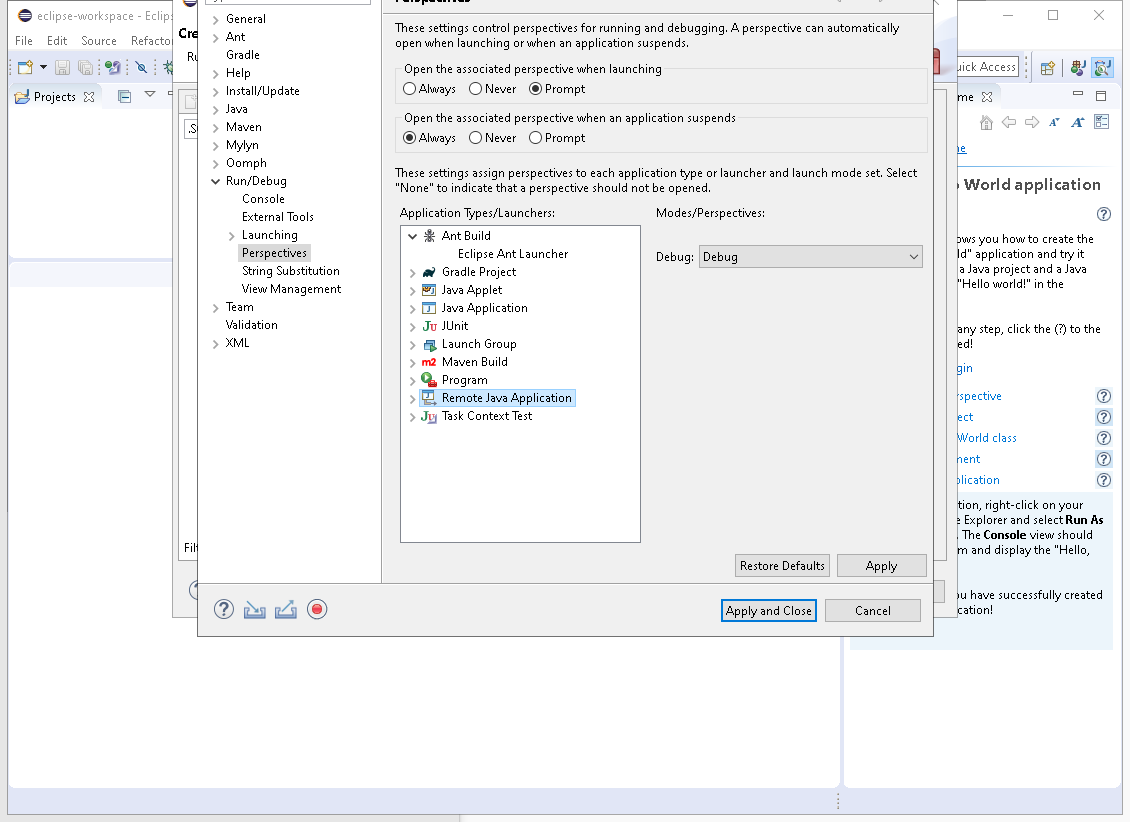 eclipse-workspace - Eclips
File Edit Source Refacto
Quick Access
Projects
Cre
Ru
.S
Filt
General
Ant
Gradle
Help
Install/Update
Java
Maven
Mylyn
Oomph
Run/Debug
Console
External Tools
Launching
Perspectives
String Substitution
View Management
Team
Validation
XML
Perspectives
These settings control perspectives for running and debugging. A perspective can automatically
open when launching or when an application suspends.
Open the associated perspective when launching
Always Never Prompt
Open the associated perspective when an application suspends
Always Never Prompt
These settings assign perspectives to each application type or launcher and launch mode set. Select
"None" to indicate that a perspective should not be opened.
Application Types/Launchers:
Modes/Perspectives:
Ant Build
Eclipse Ant Launcher
Gradle Project
Java Applet
Java Application
JUnit
Launch Group
Maven Build
Program
Remote Java Application
Task Context Test
Debug: Debug
Restore Defaults Apply
Apply and Close Cancel
me
ne
o World application
ows you how to create the
ld" application and try it
a Java project and a Java
"Hello world!" in the
any step, click the (?) to the
ed!
gin
rspective
ect
World class
ment
plication
tion, right-click on your
e Explorer and select Run As
. The Console view should
m and display the "Hello,
ou have successfully created
cation!